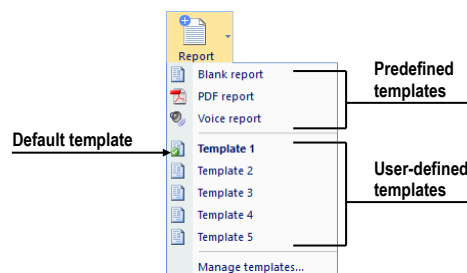 Report
Blank report
PDF report
Voice report
Predefined
templates
Default template
Template 1
Template 2
Template 3
Template 4
Template 5
User-defined
templates
Manage templates...